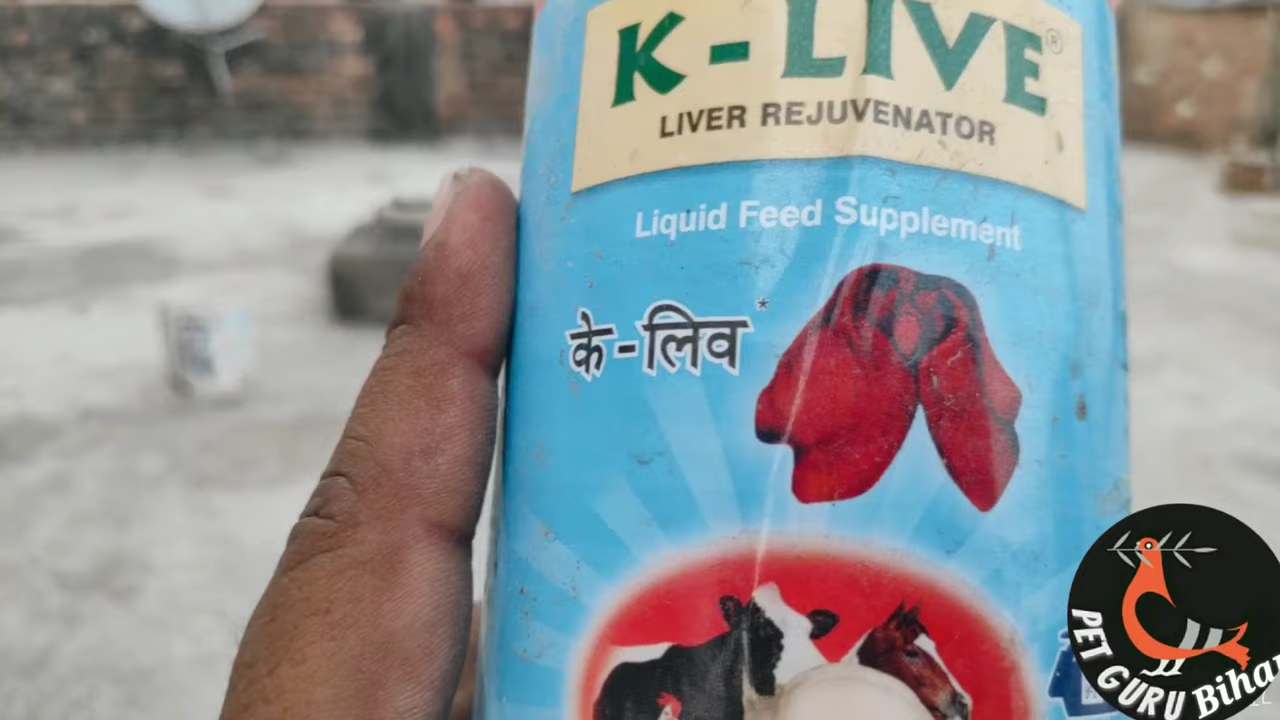 K-LIVE®
LIVER REJUVENATOR
Liquid Feed Supplement
के-लिव*
PET GURU Bihar